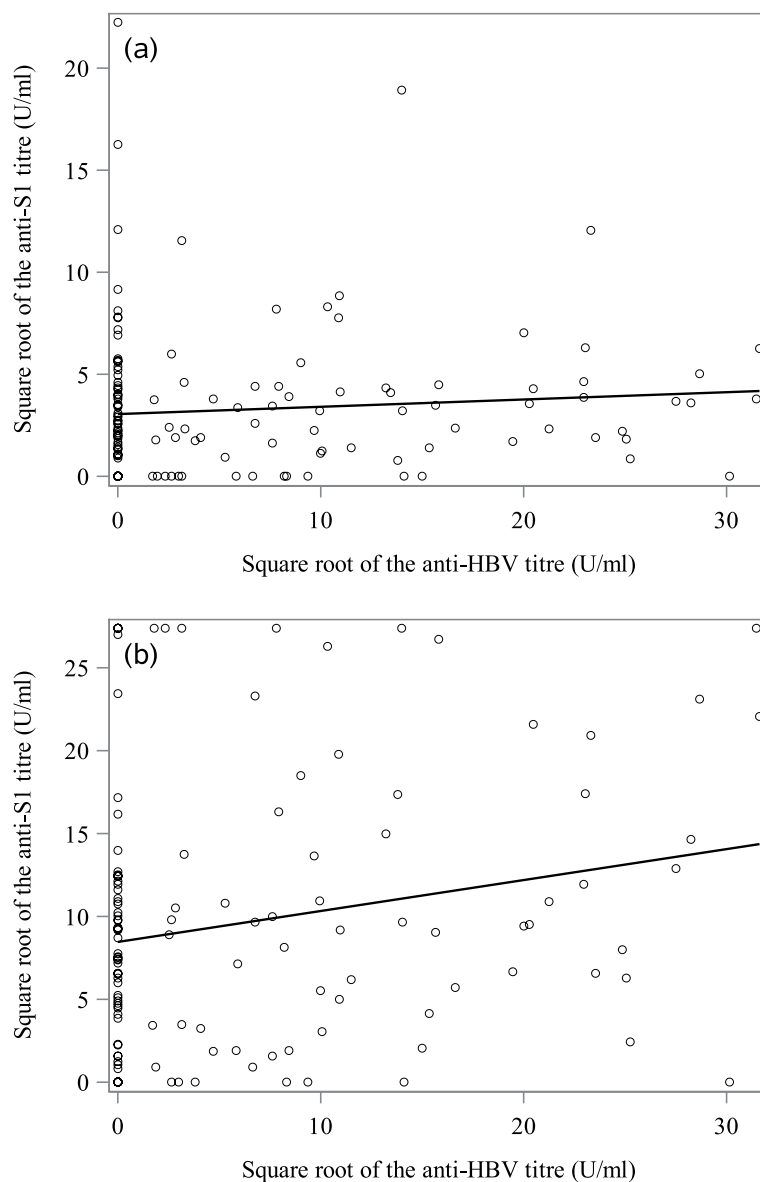 (a)
Square root of the anti-S1 titre (U/ml)
20
15
10
5
0
0 10 20 30
Square root of the anti-HBV titre (U/ml)
(b)
Square root of the anti-S1 titre (U/ml)
25
20
15
10
5
0
0 10 20 30
Square root of the anti-HBV titre (U/ml)